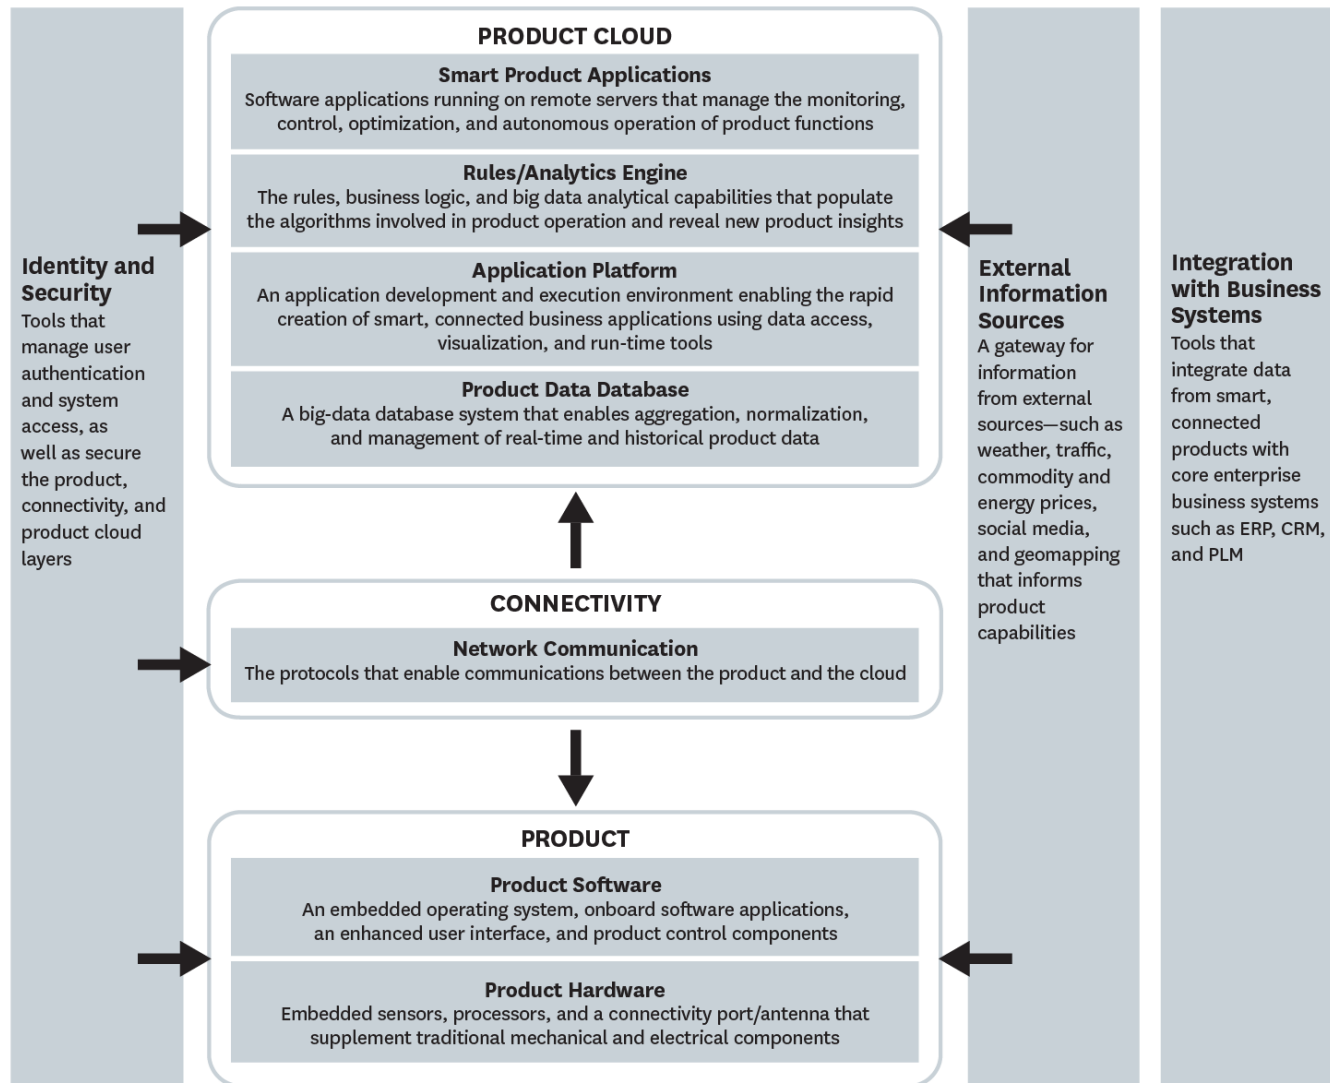 PRODUCT CLOUD
Smart Product Applications
Software applications running on remote servers that manage the monitoring,
control, optimization, and autonomous operation of product functions
Rules/Analytics Engine
The rules, business logic, and big data analytical capabilities that populate
the algorithms involved in product operation and reveal new product insights
Application Platform
An application development and execution environment enabling the rapid
creation of smart, connected business applications using data access,
visualization, and run-time tools
Product Data Database
A big-data database system that enables aggregation, normalization,
and management of real-time and historical product data
CONNECTIVITY
Network Communication
The protocols that enable communications between the product and the cloud
PRODUCT
Product Software
An embedded operating system, onboard software applications,
an enhanced user interface, and product control components
Product Hardware
Embedded sensors, processors, and a connectivity port/antenna that
supplement traditional mechanical and electrical components
Identity and
Security
Tools that
manage user
authentication
and system
access, as
well as secure
the product,
connectivity, and
product cloud
layers
External
Information
Sources
A gateway for
information
from external
sources—such as
weather, traffic,
commodity and
energy prices,
social media,
and geomapping
that informs
product
capabilities
Integration
with Business
Systems
Tools that
integrate data
from smart,
connected
products with
core enterprise
business systems
such as ERP, CRM,
and PLM